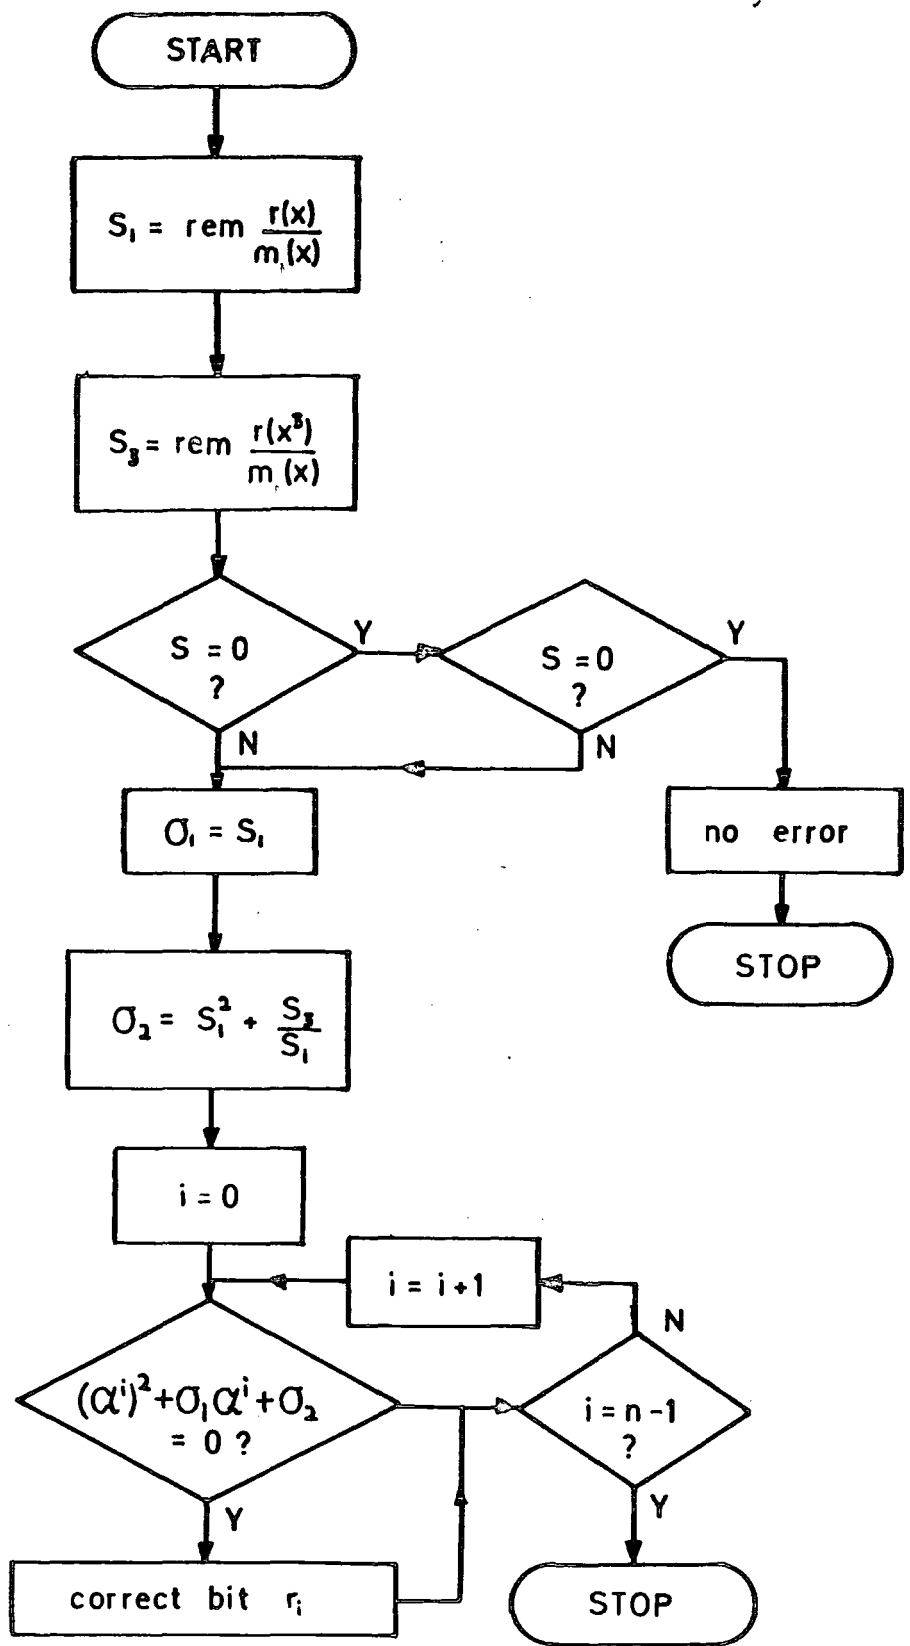 START
S₁ = rem r(x)
m₁(x)
S₃ = rem r(x³)
m₁(x)
S = 0
?
Y
N
S = 0
?
Y
N
σ₁ = S₁
no error
STOP
σ₂ = S₁² + S₃
S₁
i = 0
i = i+1
(αⁱ)²+σ₁αⁱ+σ₂
= 0 ?
Y
N
i = n-1
?
Y
correct bit rᵢ
STOP